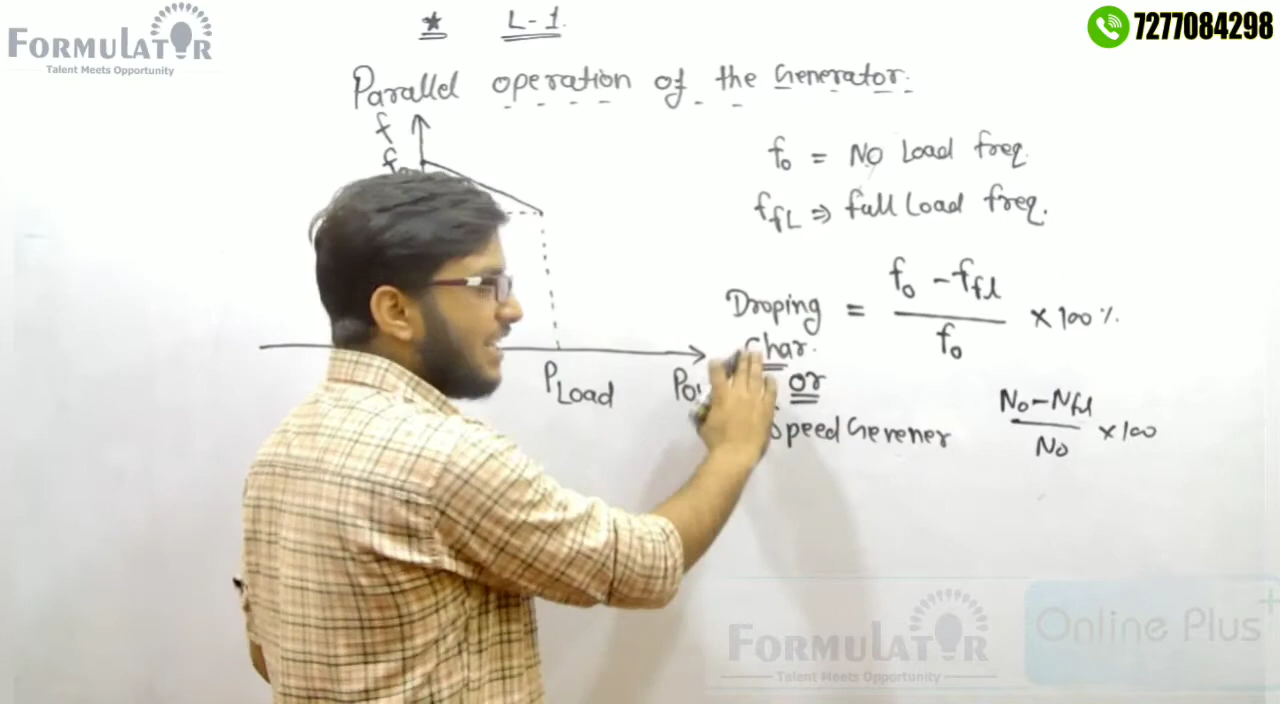 FORMULATOR
Talent Meets Opportunity
* L-1.
7277084298
Parallel operation of the Generator.
f
f₀
f₀ = No Load freq.
f_fL ⇒ full Load freq.
Droping Char. = (f₀ - f_fl) / f₀ × 100%
or
Speed Gevener (N₀ - N_fl) / N₀ × 100
P_Load
FORMULATOR
Talent Meets Opportunity
Online Plus+